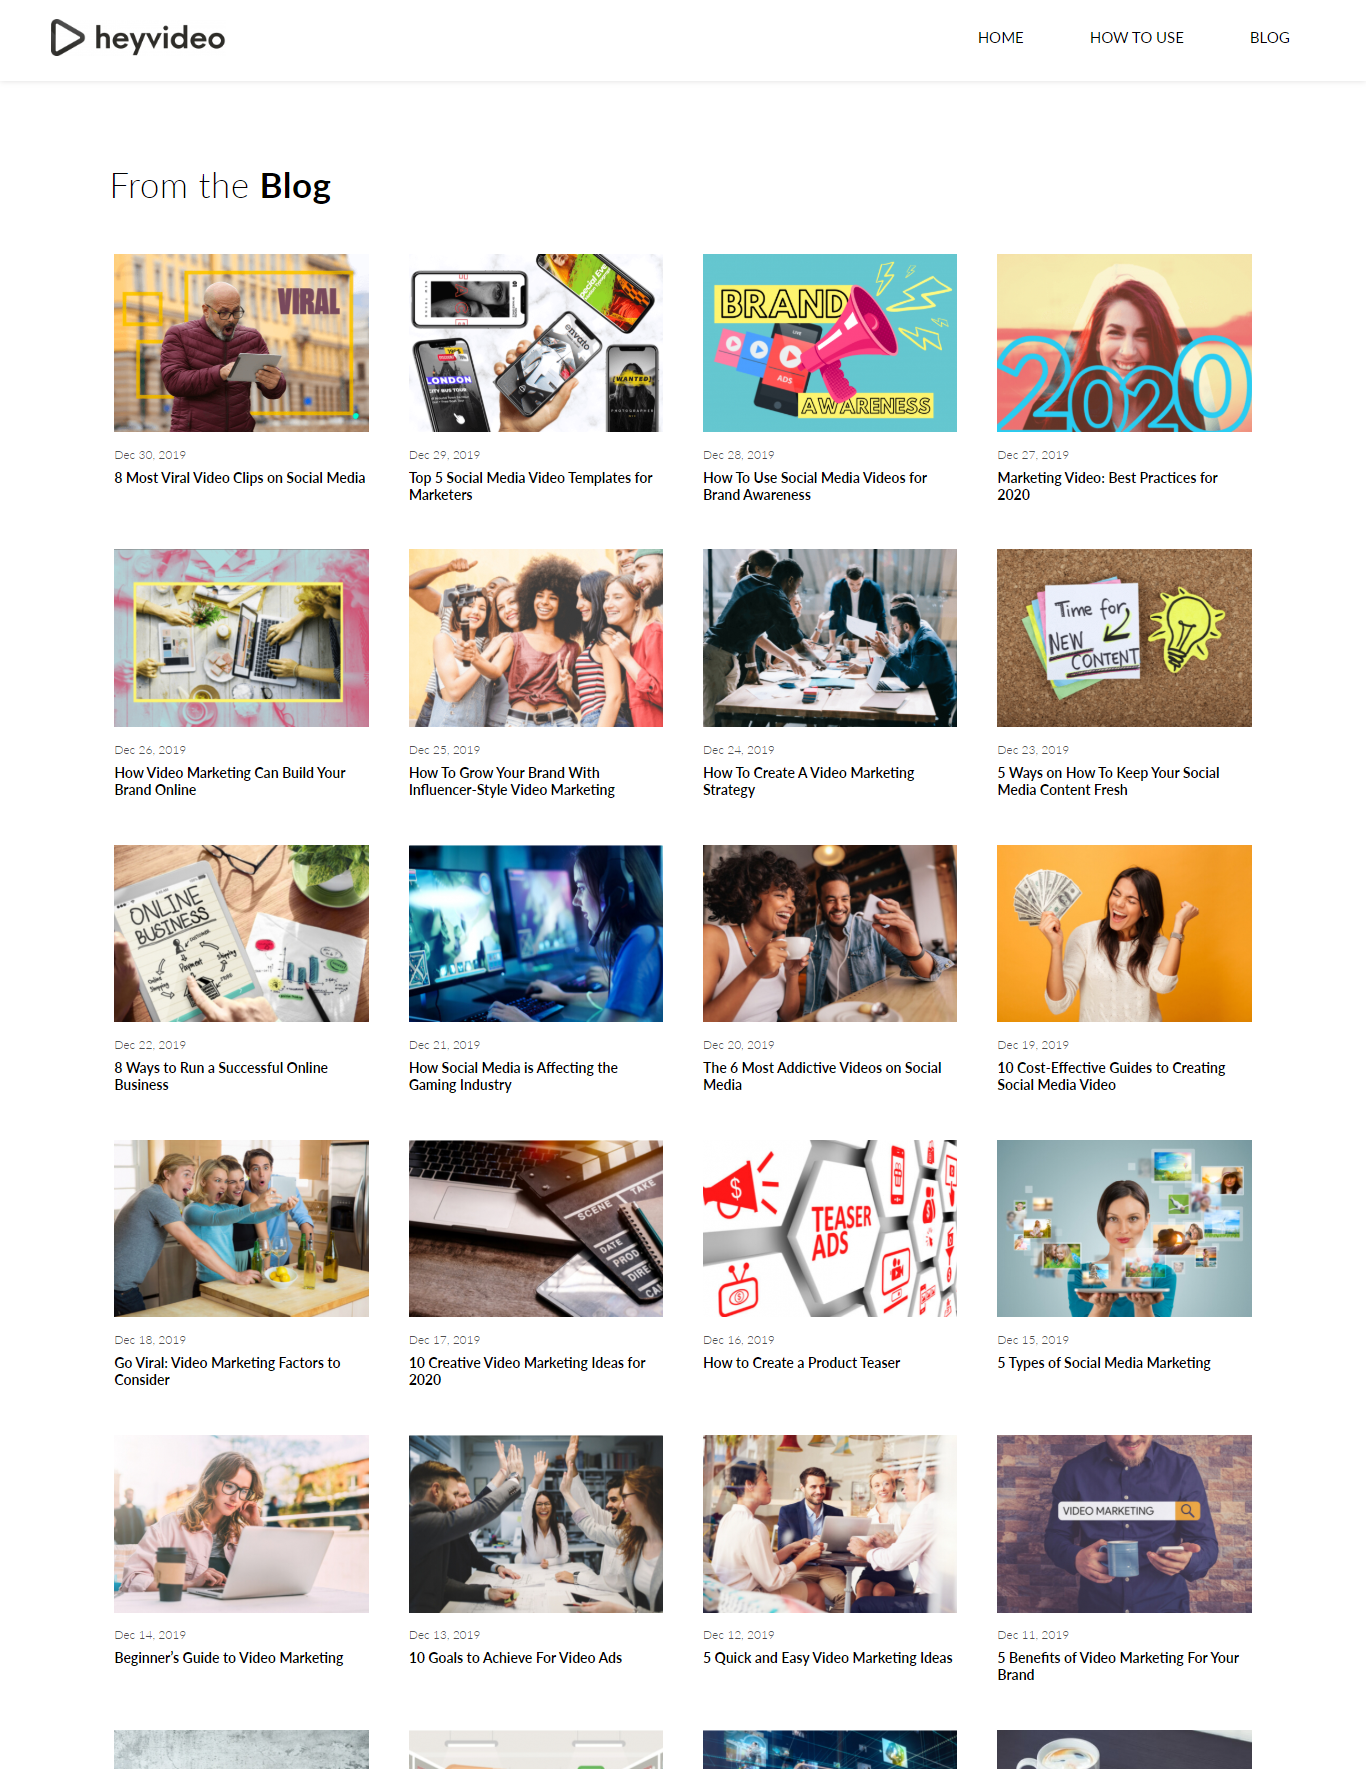 heyvideo
HOME
HOW TO USE
BLOG
From the Blog
VIRAL
Dec 30, 2019
8 Most Viral Video Clips on Social Media
envato
LONDON
CITY BUS TOUR
WANTED
PHOTOGRAPHER
Dec 29, 2019
Top 5 Social Media Video Templates for
Marketers
BRAND
LIVE
ADS
AWARENESS
Dec 28, 2019
How To Use Social Media Videos for
Brand Awareness
2020
Dec 27, 2019
Marketing Video: Best Practices for
2020
Dec 26, 2019
How Video Marketing Can Build Your
Brand Online
Dec 25, 2019
How To Grow Your Brand With
Influencer-Style Video Marketing
Dec 24, 2019
How To Create A Video Marketing
Strategy
Time for
NEW
CONTENT
Dec 23, 2019
5 Ways on How To Keep Your Social
Media Content Fresh
ONLINE
BUSINESS
CUSTOMER
Payment
Shipping
Online
Shopping
STORE
Dec 22, 2019
8 Ways to Run a Successful Online
Business
Dec 21, 2019
How Social Media is Affecting the
Gaming Industry
Dec 20, 2019
The 6 Most Addictive Videos on Social
Media
Dec 19, 2019
10 Cost-Effective Guides to Creating
Social Media Video
Dec 18, 2019
Go Viral: Video Marketing Factors to
Consider
SCENE
TAKE
DATE
PROD
DIREC
CA
Dec 17, 2019
10 Creative Video Marketing Ideas for
2020
TEASER
ADS
Dec 16, 2019
How to Create a Product Teaser
Dec 15, 2019
5 Types of Social Media Marketing
Dec 14, 2019
Beginner’s Guide to Video Marketing
Dec 13, 2019
10 Goals to Achieve For Video Ads
Dec 12, 2019
5 Quick and Easy Video Marketing Ideas
VIDEO MARKETING
Dec 11, 2019
5 Benefits of Video Marketing For Your
Brand